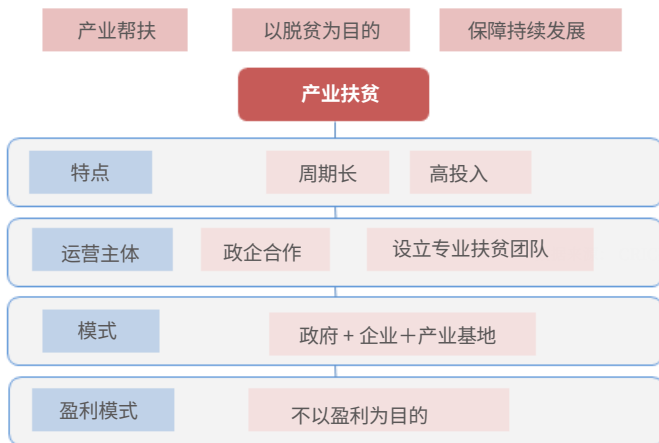 产业帮扶 以脱贫为目的 保障持续发展
产业扶贫
特点 周期长 高投入
运营主体 政企合作 设立专业扶贫团队
模式 政府+企业+产业基地
盈利模式 不以盈利为目的